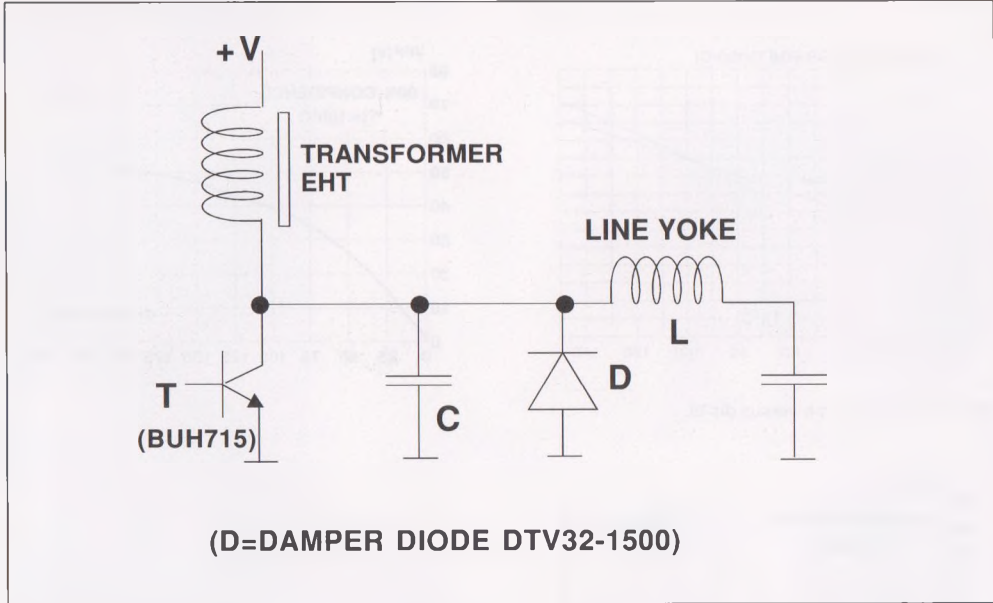 +V
TRANSFORMER
EHT
LINE YOKE
L
T
(BUH715)
C
D
(D=DAMPER DIODE DTV32-1500)